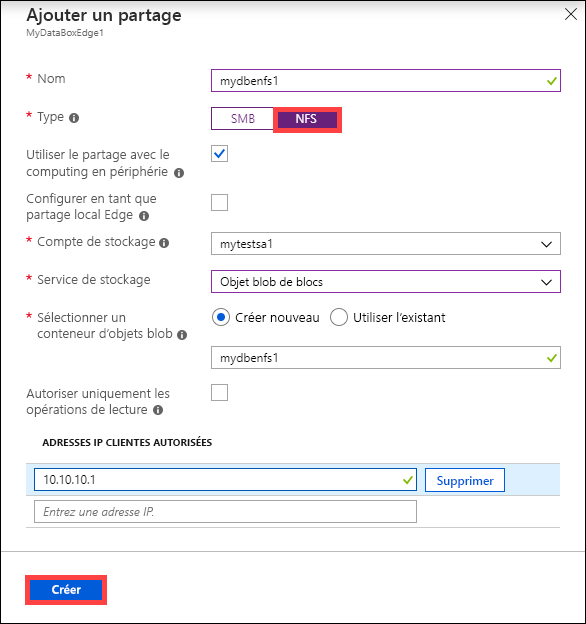 Ajouter un partage
MyDataBoxEdge1
* Nom
mydbenfs1
* Type
SMB NFS
Utiliser le partage avec le
computing en périphérie
Configurer en tant que
partage local Edge
* Compte de stockage
mytestsa1
* Service de stockage
Objet blob de blocs
* Sélectionner un
conteneur d'objets blob
Créer nouveau Utiliser l'existant
mydbenfs1
Autoriser uniquement les
opérations de lecture
ADRESSES IP CLIENTES AUTORISÉES
10.10.10.1 Supprimer
Entrez une adresse IP.
Créer